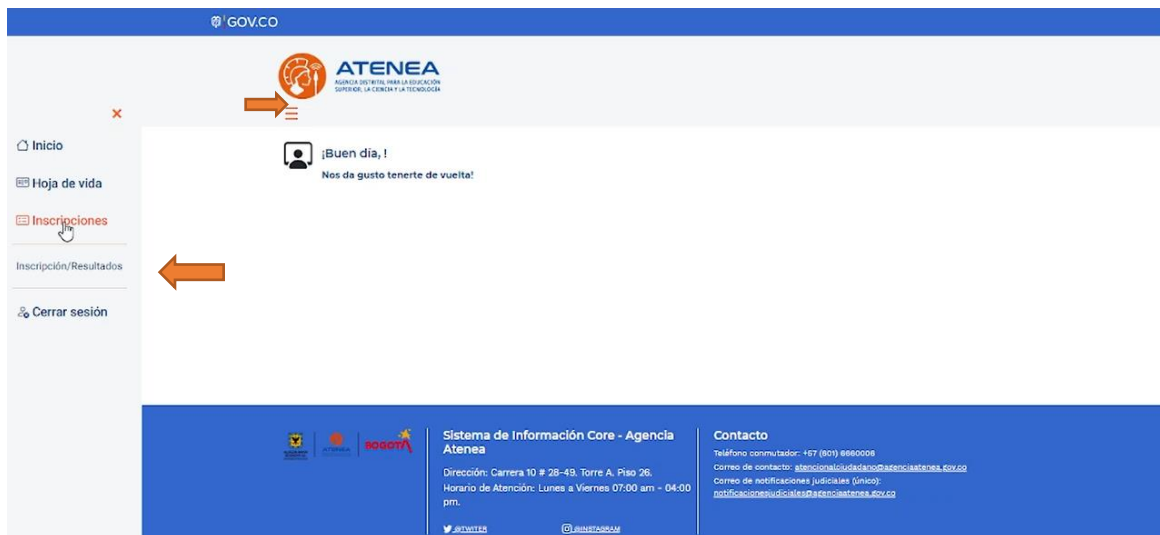 GOV.CO
ATENEA
AGENCIA DISTRITAL PARA LA EDUCACIÓN
SUPERIOR, LA CIENCIA Y LA TECNOLOGÍA
Inicio
Hoja de vida
Inscripciones
Inscripción/Resultados
Cerrar sesión
¡Buen día, !
Nos da gusto tenerte de vuelta!
ATENEA
BOGOTÁ
Sistema de Información Core - Agencia
Atenea
Dirección: Carrera 10 # 28-49. Torre A. Piso 26.
Horario de Atención: Lunes a Viernes 07:00 am - 04:00
pm.
@TWITER
@INSTAGRAM
Contacto
Teléfono conmutador: +57 (601) 6660006
Correo de contacto: atencionalciudadano@agenciaatenea.gov.co
Correo de notificaciones judiciales (único):
notificacionesjudiciales@agenciaatenea.gov.co